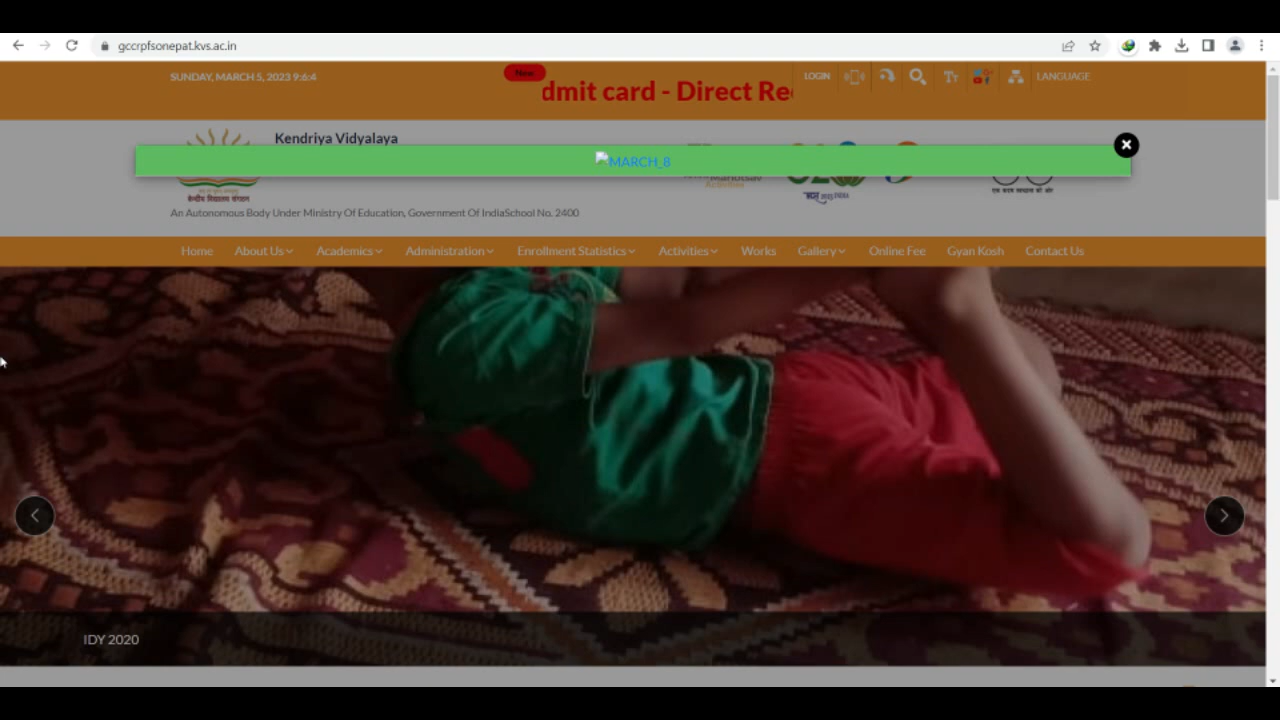 gccrpfsonepat.kvs.ac.in
SUNDAY, MARCH 5, 2023 9:6:4
New
dmit card - Direct Re
LOGIN
LANGUAGE
Kendriya Vidyalaya
MARCH_8
केन्द्रीय विद्यालय संगठन
An Autonomous Body Under Ministry Of Education, Government Of IndiaSchool No. 2400
Home About Us Academics Administration Enrollment Statistics Activities Works Gallery Online Fee Gyan Kosh Contact Us
IDY 2020